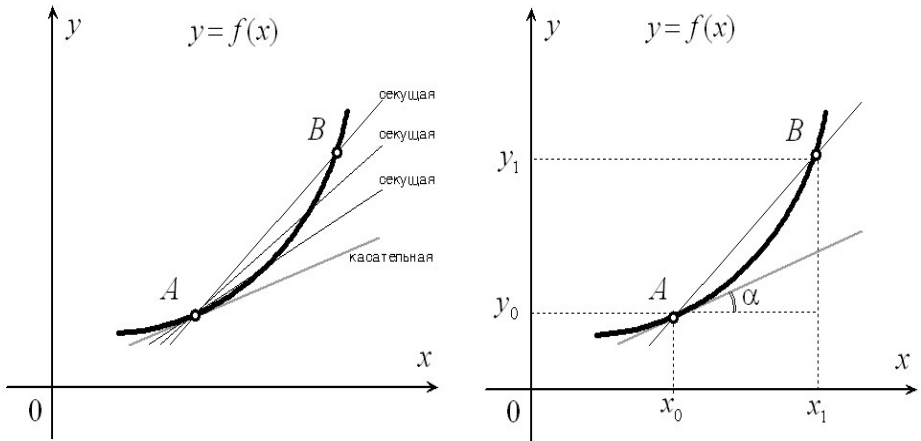 y
y = f(x)
секущая
B
секущая
секущая
касательная
A
x
0
y
y = f(x)
B
y₁
A
y₀
α
x
0
x₀
x₁